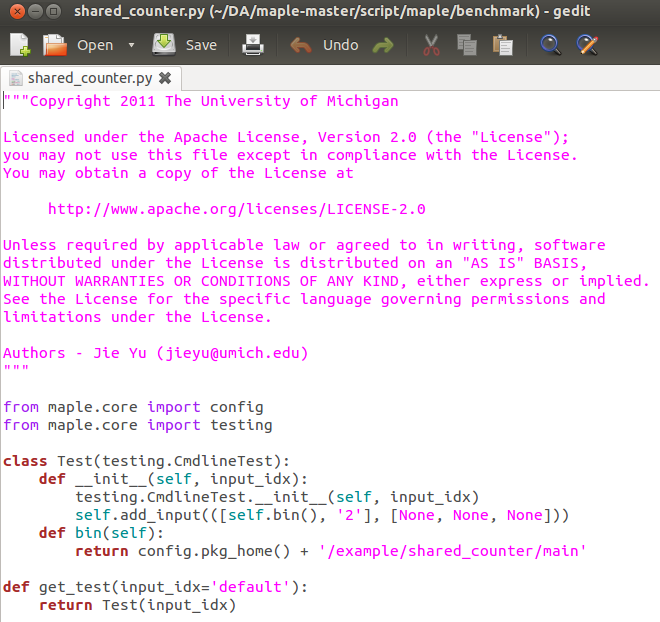 shared_counter.py (~/DA/maple-master/script/maple/benchmark) - gedit
Open Save Undo
shared_counter.py
"""Copyright 2011 The University of Michigan
Licensed under the Apache License, Version 2.0 (the "License");
you may not use this file except in compliance with the License.
You may obtain a copy of the License at
http://www.apache.org/licenses/LICENSE-2.0
Unless required by applicable law or agreed to in writing, software
distributed under the License is distributed on an "AS IS" BASIS,
WITHOUT WARRANTIES OR CONDITIONS OF ANY KIND, either express or implied.
See the License for the specific language governing permissions and
limitations under the License.
Authors - Jie Yu (jieyu@umich.edu)
"""
from maple.core import config
from maple.core import testing
class Test(testing.CmdlineTest):
    def __init__(self, input_idx):
        testing.CmdlineTest.__init__(self, input_idx)
        self.add_input(([self.bin(), '2'], [None, None, None]))
    def bin(self):
        return config.pkg_home() + '/example/shared_counter/main'
def get_test(input_idx='default'):
    return Test(input_idx)